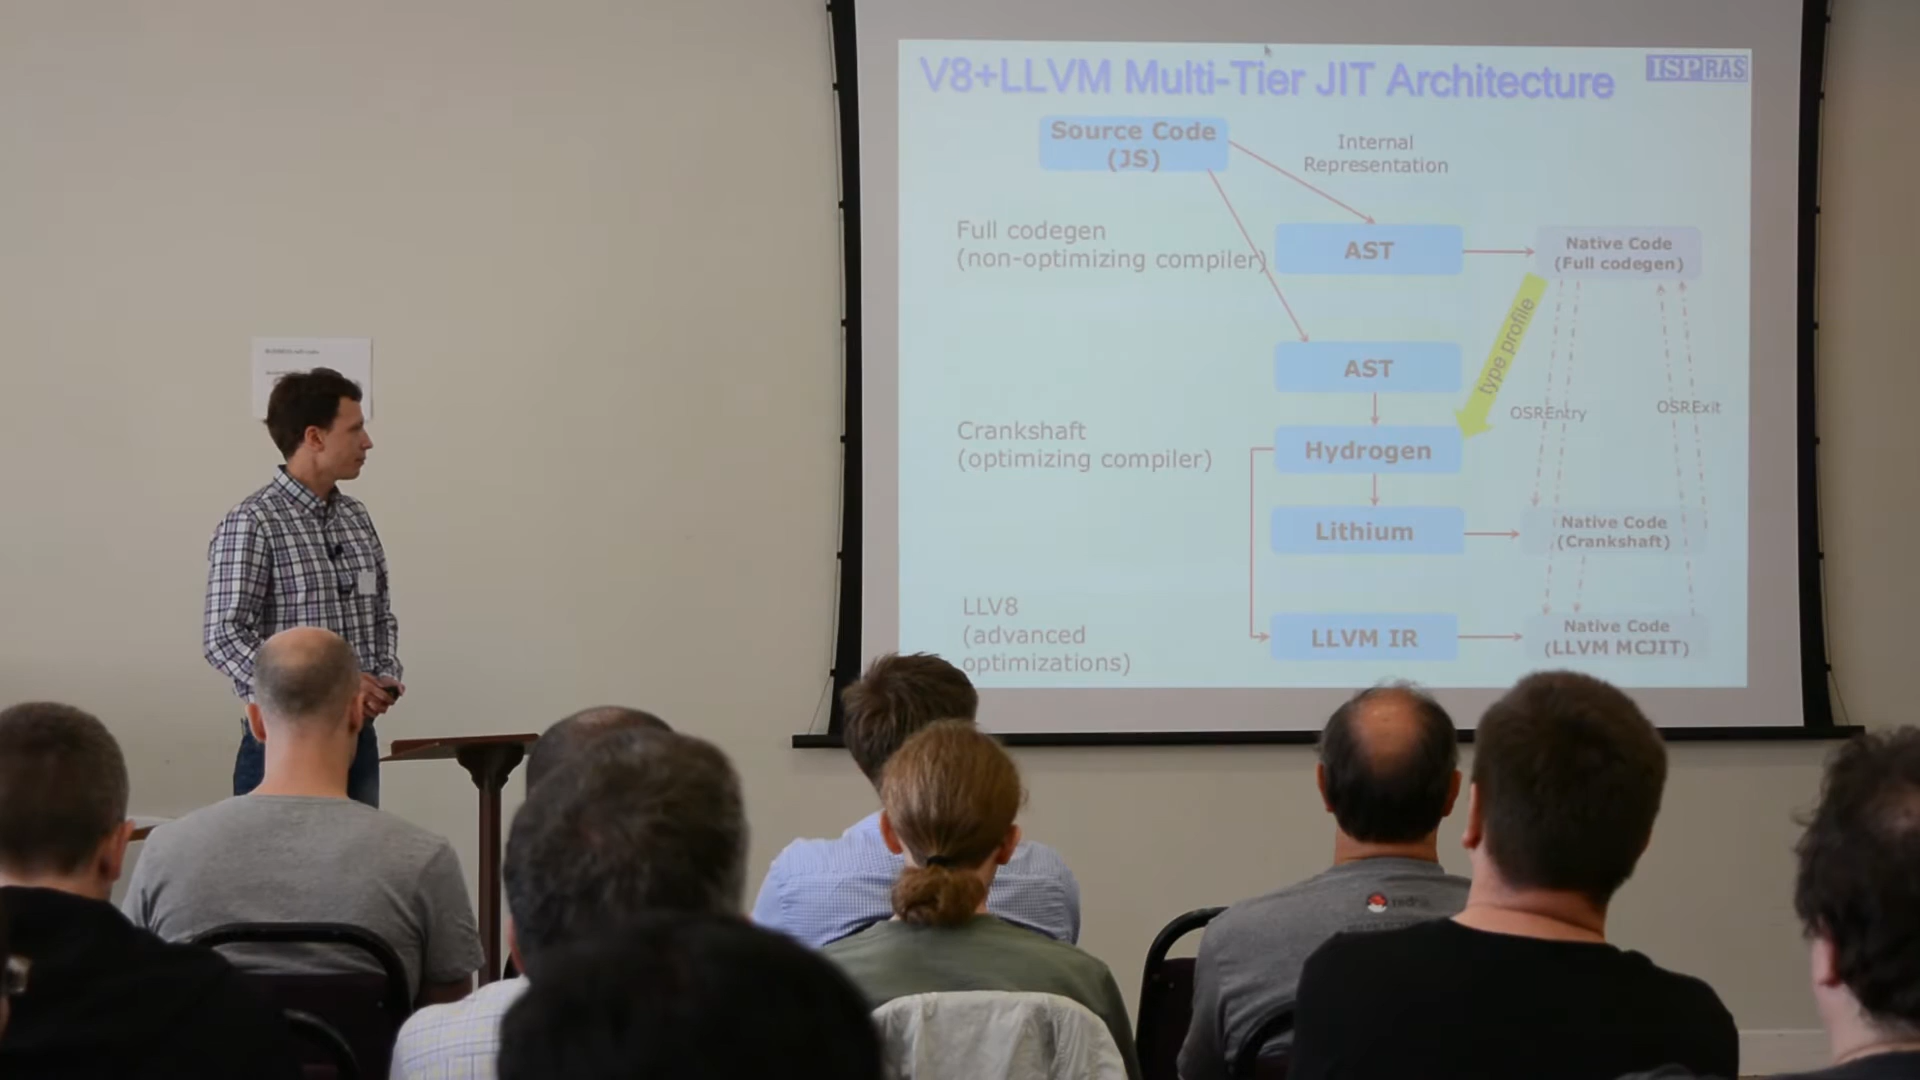 V8+LLVM Multi-Tier JIT Architecture
ISPRAS
Source Code
(JS)
Internal
Representation
Full codegen
(non-optimizing compiler)
AST
Native Code
(Full codegen)
type profile
AST
OSREntry
OSRExit
Crankshaft
(optimizing compiler)
Hydrogen
Lithium
Native Code
(Crankshaft)
LLV8
(advanced
optimizations)
LLVM IR
Native Code
(LLVM MCJIT)